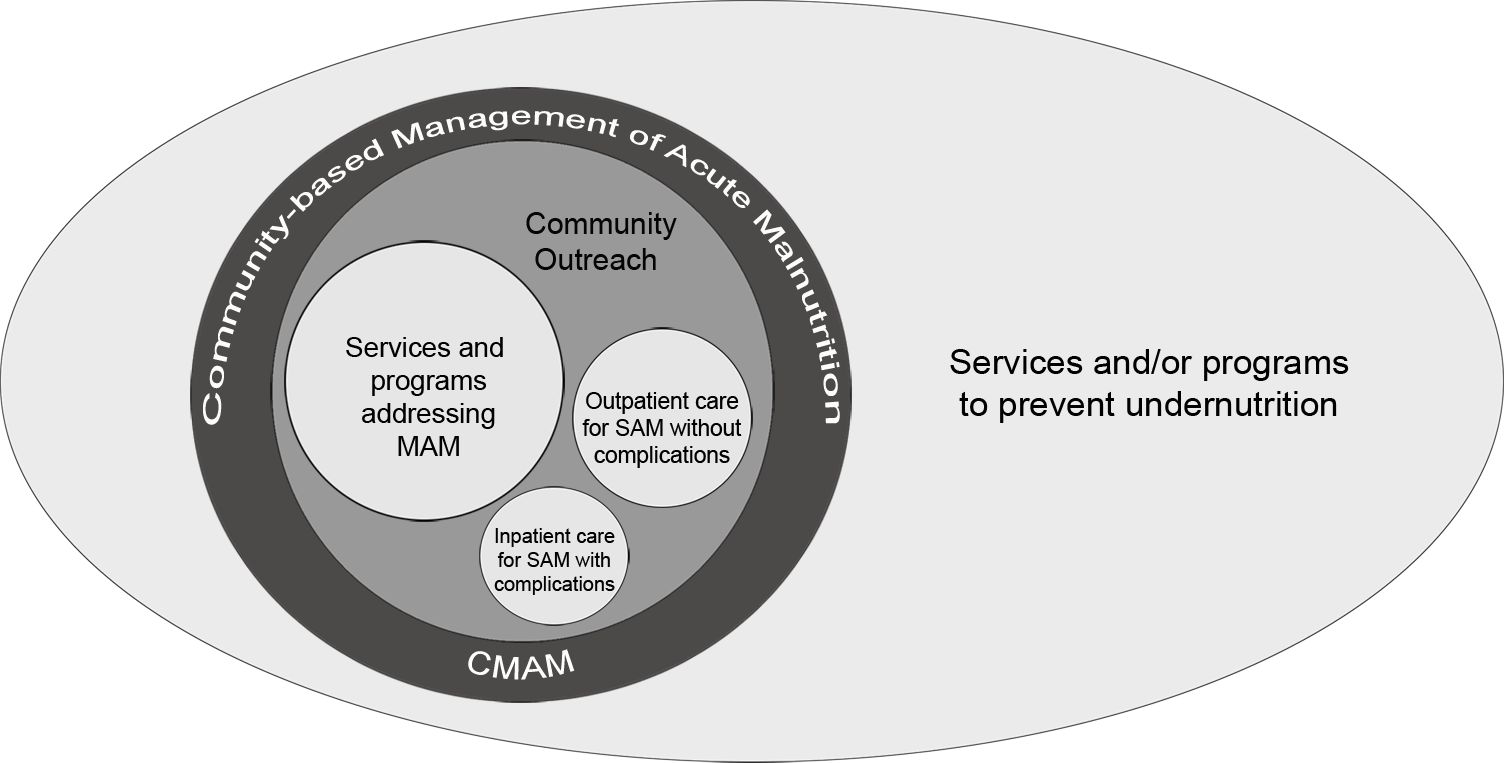 Community-based Management of Acute Malnutrition
Community
Outreach
Services and
programs
addressing
MAM
Outpatient care
for SAM without
complications
Inpatient care
for SAM with
complications
CMAM
Services and/or programs
to prevent undernutrition